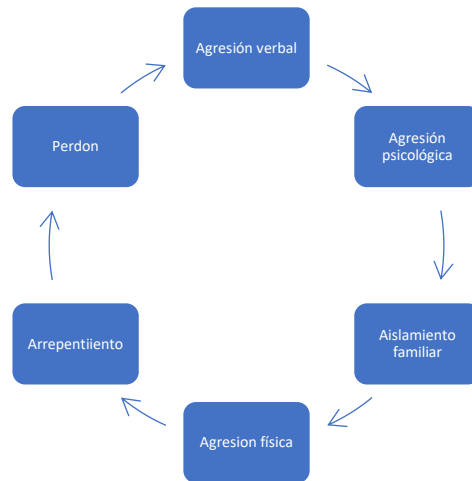 Agresión verbal
Agresión
psicológica
Aislamiento
familiar
Agresion física
Arrepentiiento
Perdon